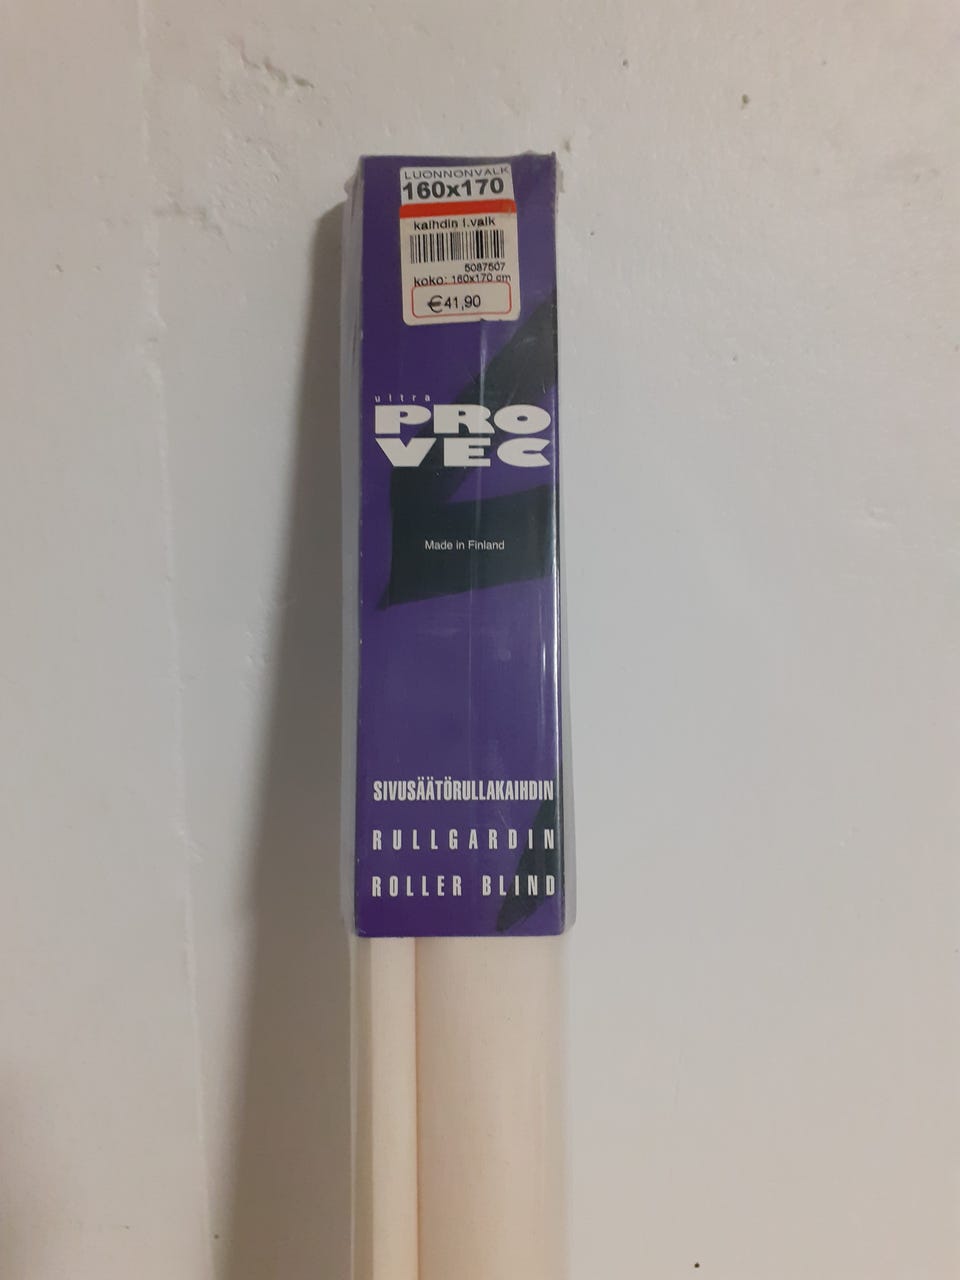 LUONNONVALK
160x170
kaihdin l.valk
5087507
koko: 160x170 cm
€41,90
ultra
PRO
VEC
Made in Finland
SIVUSÄÄTÖRULLAKAIHDIN
RULLGARDIN
ROLLER BLIND